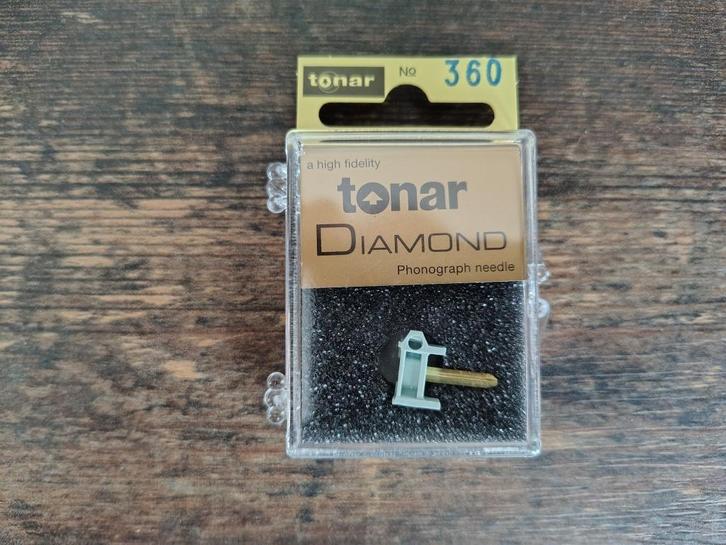 tonar № 360
a high fidelity
tonar
DIAMOND
Phonograph needle